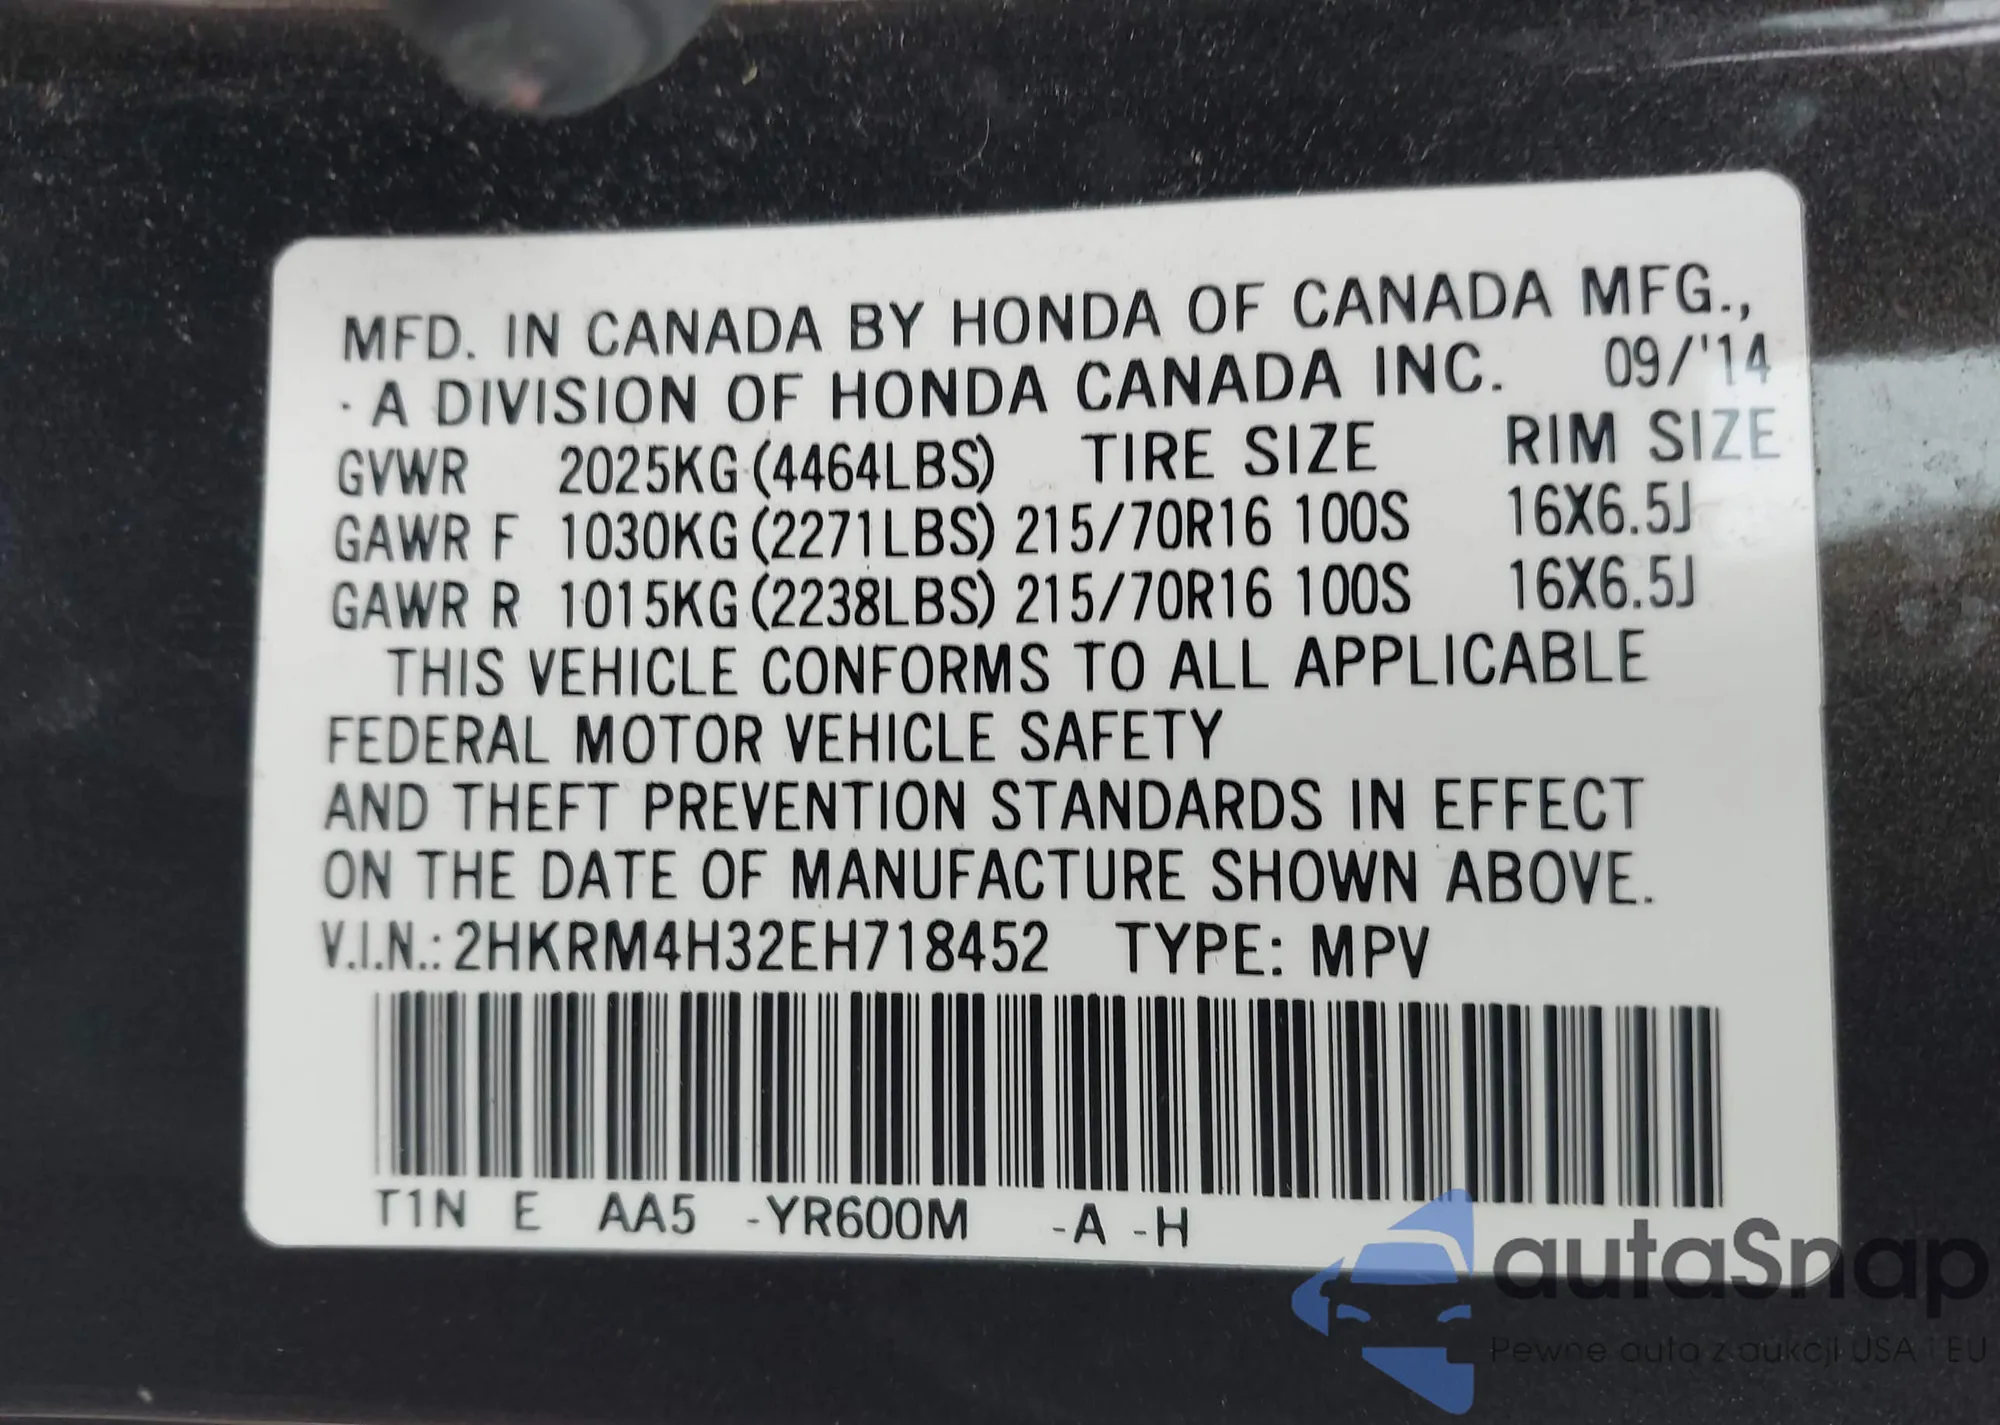 MFD. IN CANADA BY HONDA OF CANADA MFG.,
· A DIVISION OF HONDA CANADA INC. 09/'14
GVWR 2025KG (4464LBS) TIRE SIZE RIM SIZE
GAWR F 1030KG (2271LBS) 215/70R16 100S 16X6.5J
GAWR R 1015KG (2238LBS) 215/70R16 100S 16X6.5J
THIS VEHICLE CONFORMS TO ALL APPLICABLE
FEDERAL MOTOR VEHICLE SAFETY
AND THEFT PREVENTION STANDARDS IN EFFECT
ON THE DATE OF MANUFACTURE SHOWN ABOVE.
V.I.N.: 2HKRM4H32EH718452 TYPE: MPV
T1N E AA5 -YR600M -A -H
autaSnap
Pewne auta z aukcji USA i EU